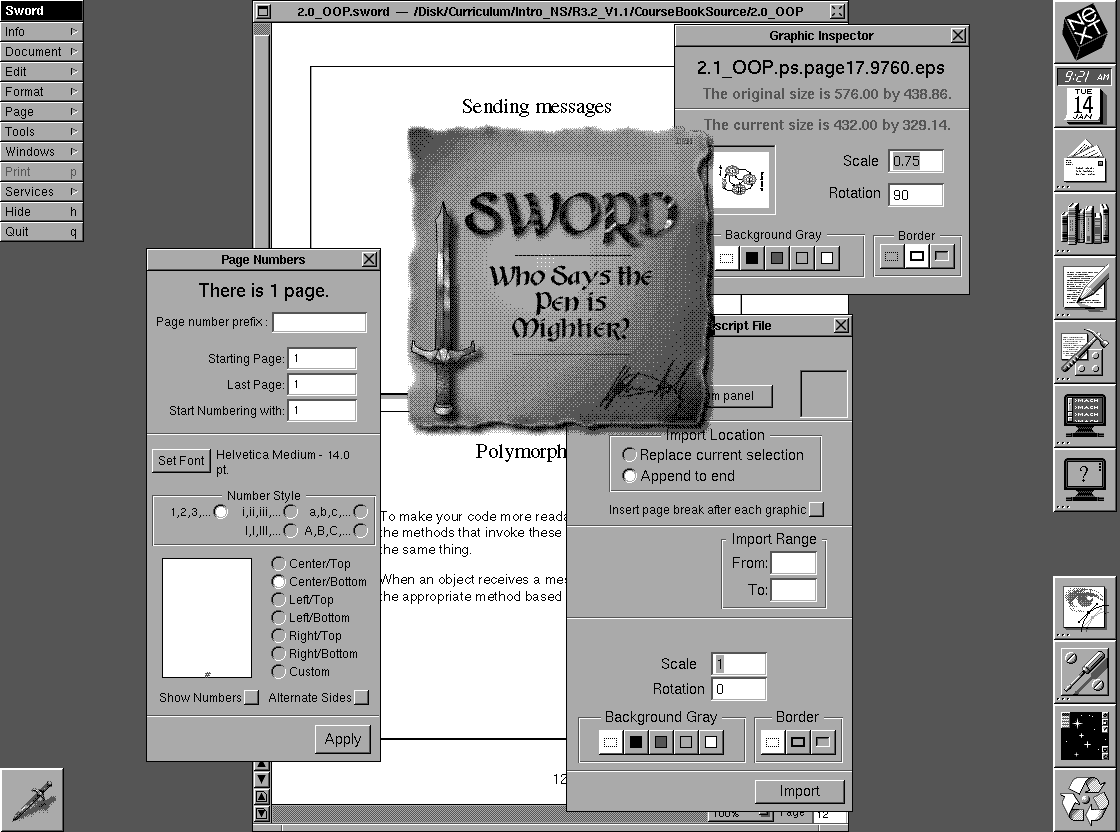 Sword
Info
Document
Edit
Format
Page
Tools
Windows
Print p
Services
Hide h
Quit q
2.0_OOP.sword — /Disk/Curriculum/Intro_NS/R3.2_V1.1/CourseBookSource/2.0_OOP
Sending messages
SWORD
Who Says the
Pen is
Mightier?
Polymorph
To make your code more reada
the methods that invoke these
the same thing.
When an object receives a mes
the appropriate method based
12
100%
Page 12
Graphic Inspector
2.1_OOP.ps.page17.9760.eps
The original size is 576.00 by 438.86.
The current size is 432.00 by 329.14.
Scale 0.75
Rotation 90
Background Gray
Border
Page Numbers
There is 1 page.
Page number prefix :
Starting Page: 1
Last Page: 1
Start Numbering with: 1
Set Font Helvetica Medium - 14.0
pt.
Number Style
1,2,3,... i,ii,iii,... a,b,c,...
I,I,III,... A,B,C,...
Center/Top
Center/Bottom
Left/Top
Left/Bottom
Right/Top
Right/Bottom
Custom
#
Show Numbers Alternate Sides
Apply
script File
m panel
Import Location
Replace current selection
Append to end
Insert page break after each graphic
Import Range
From:
To:
Scale 1
Rotation 0
Background Gray Border
Import
NeXT
9:21 AM
TUE
14
JAN
MACH
MACH
MACH
?